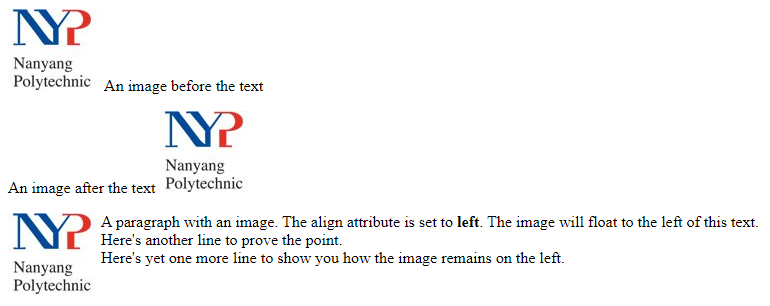 NYP
Nanyang
Polytechnic
An image before the text
An image after the text
NYP
Nanyang
Polytechnic
NYP
Nanyang
Polytechnic
A paragraph with an image. The align attribute is set to left. The image will float to the left of this text.
Here's another line to prove the point.
Here's yet one more line to show you how the image remains on the left.